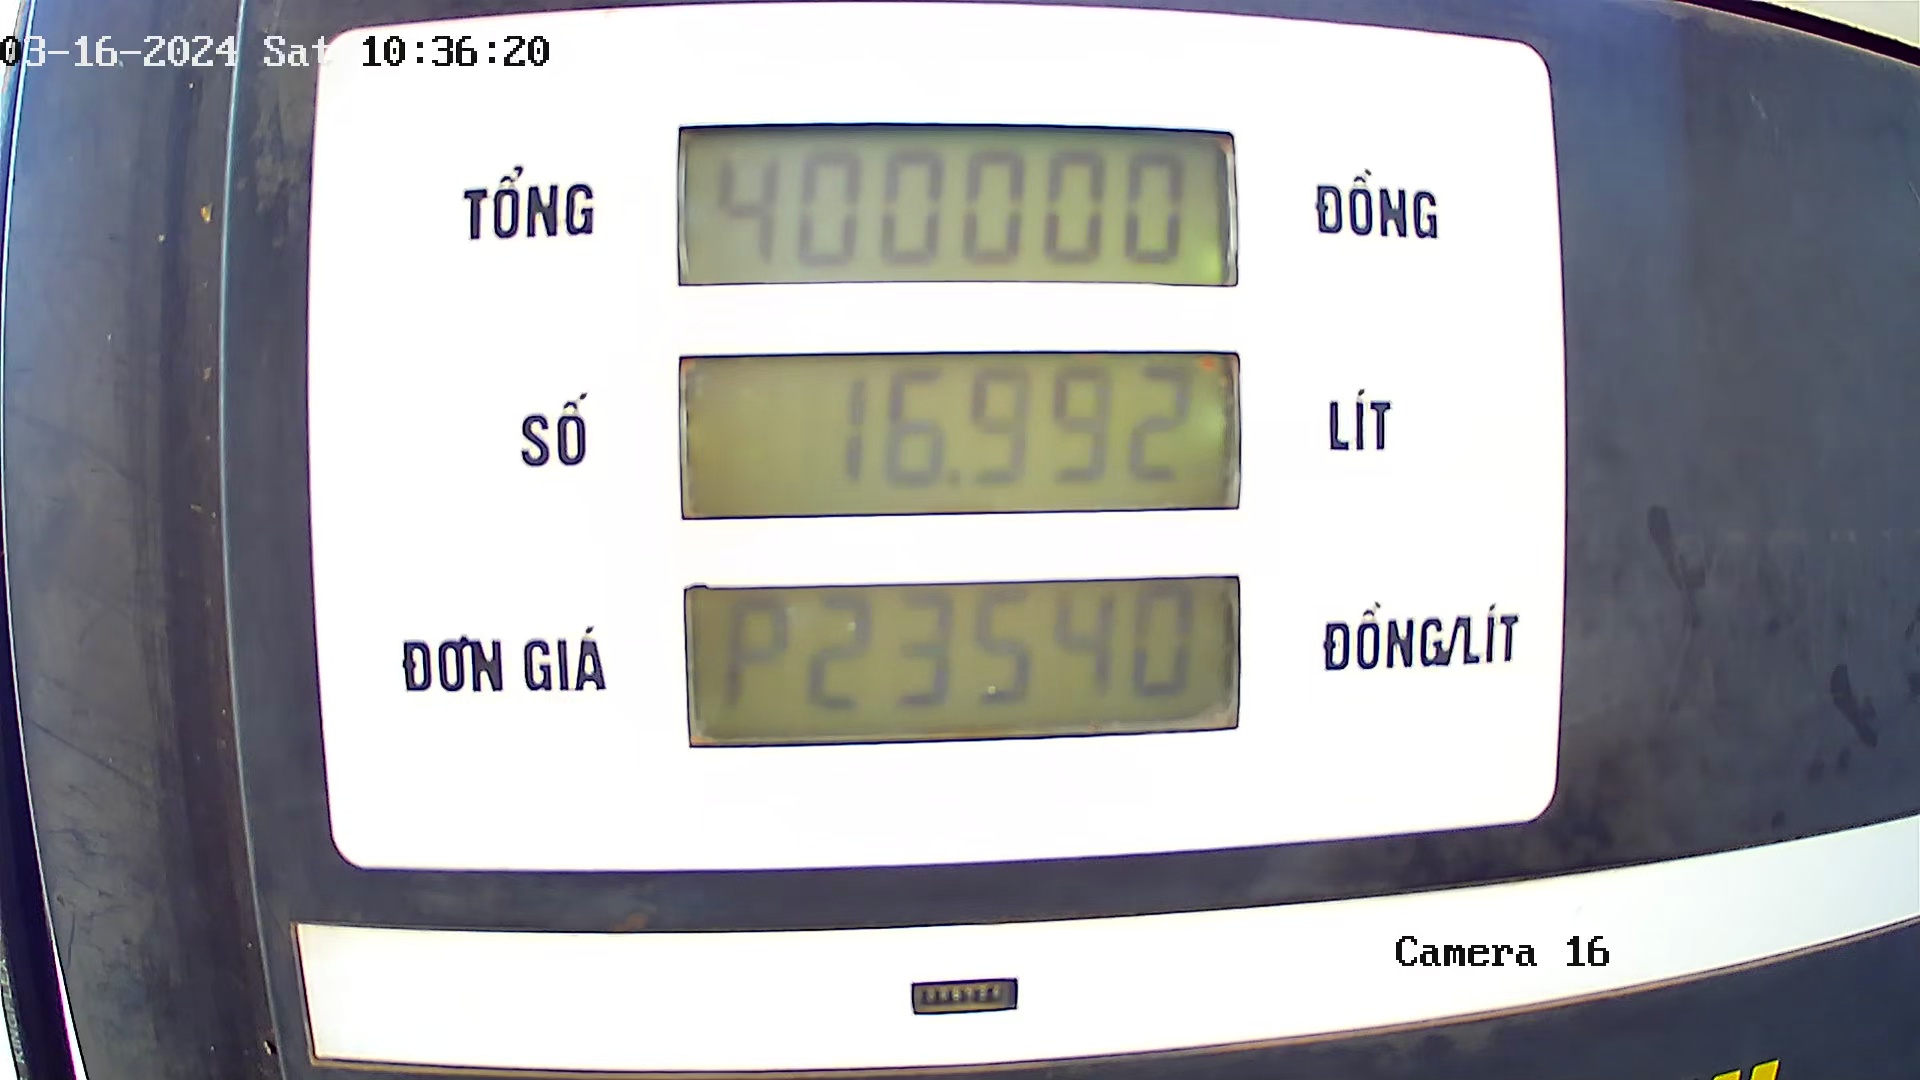 03-16-2024 Sat 10:36:20
TỔNG 400000 ĐỒNG
SỐ 16.992 LÍT
ĐƠN GIÁ P23540 ĐỒNG/LÍT
Camera 16